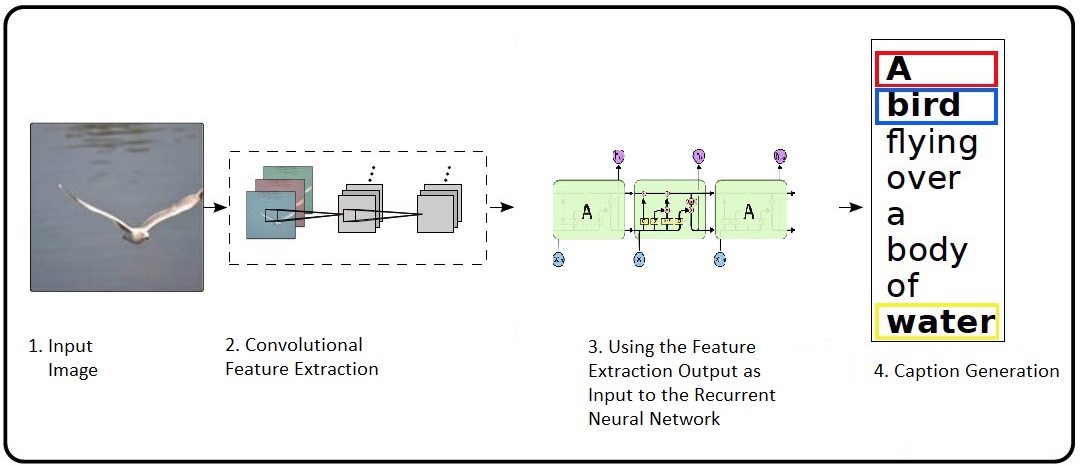 A
bird
flying
over
a
body
of
water
A
A
1. Input
Image
2. Convolutional
Feature Extraction
3. Using the Feature
Extraction Output as
Input to the Recurrent
Neural Network
4. Caption Generation